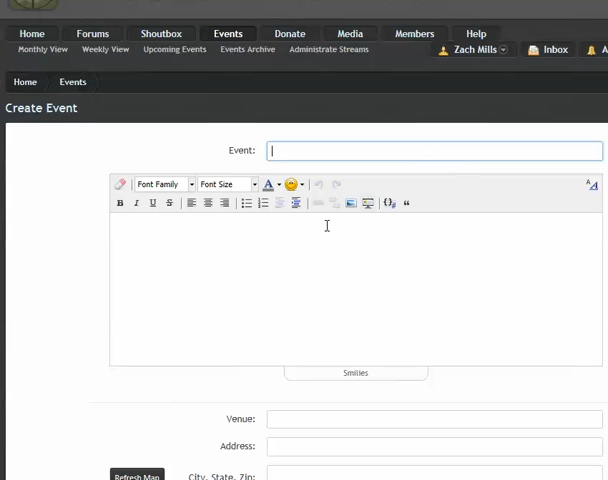 Home Forums Shoutbox Events Donate Media Members Help
Monthly View Weekly View Upcoming Events Events Archive Administrate Streams Zach Mills Inbox A
Home Events
Create Event
Event:
Font Family Font Size
B I U S
Smilies
Venue:
Address:
Refresh Map City, State, Zip: